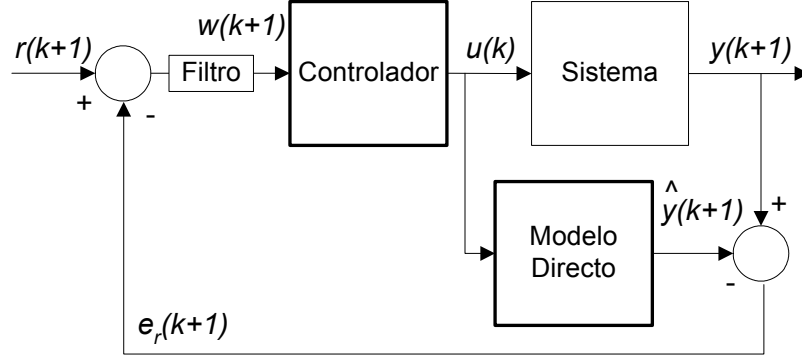 r(k+1)
+
-
Filtro
w(k+1)
Controlador
u(k)
Sistema
y(k+1)
Modelo
Directo
^
y(k+1)
+
-
e_r(k+1)